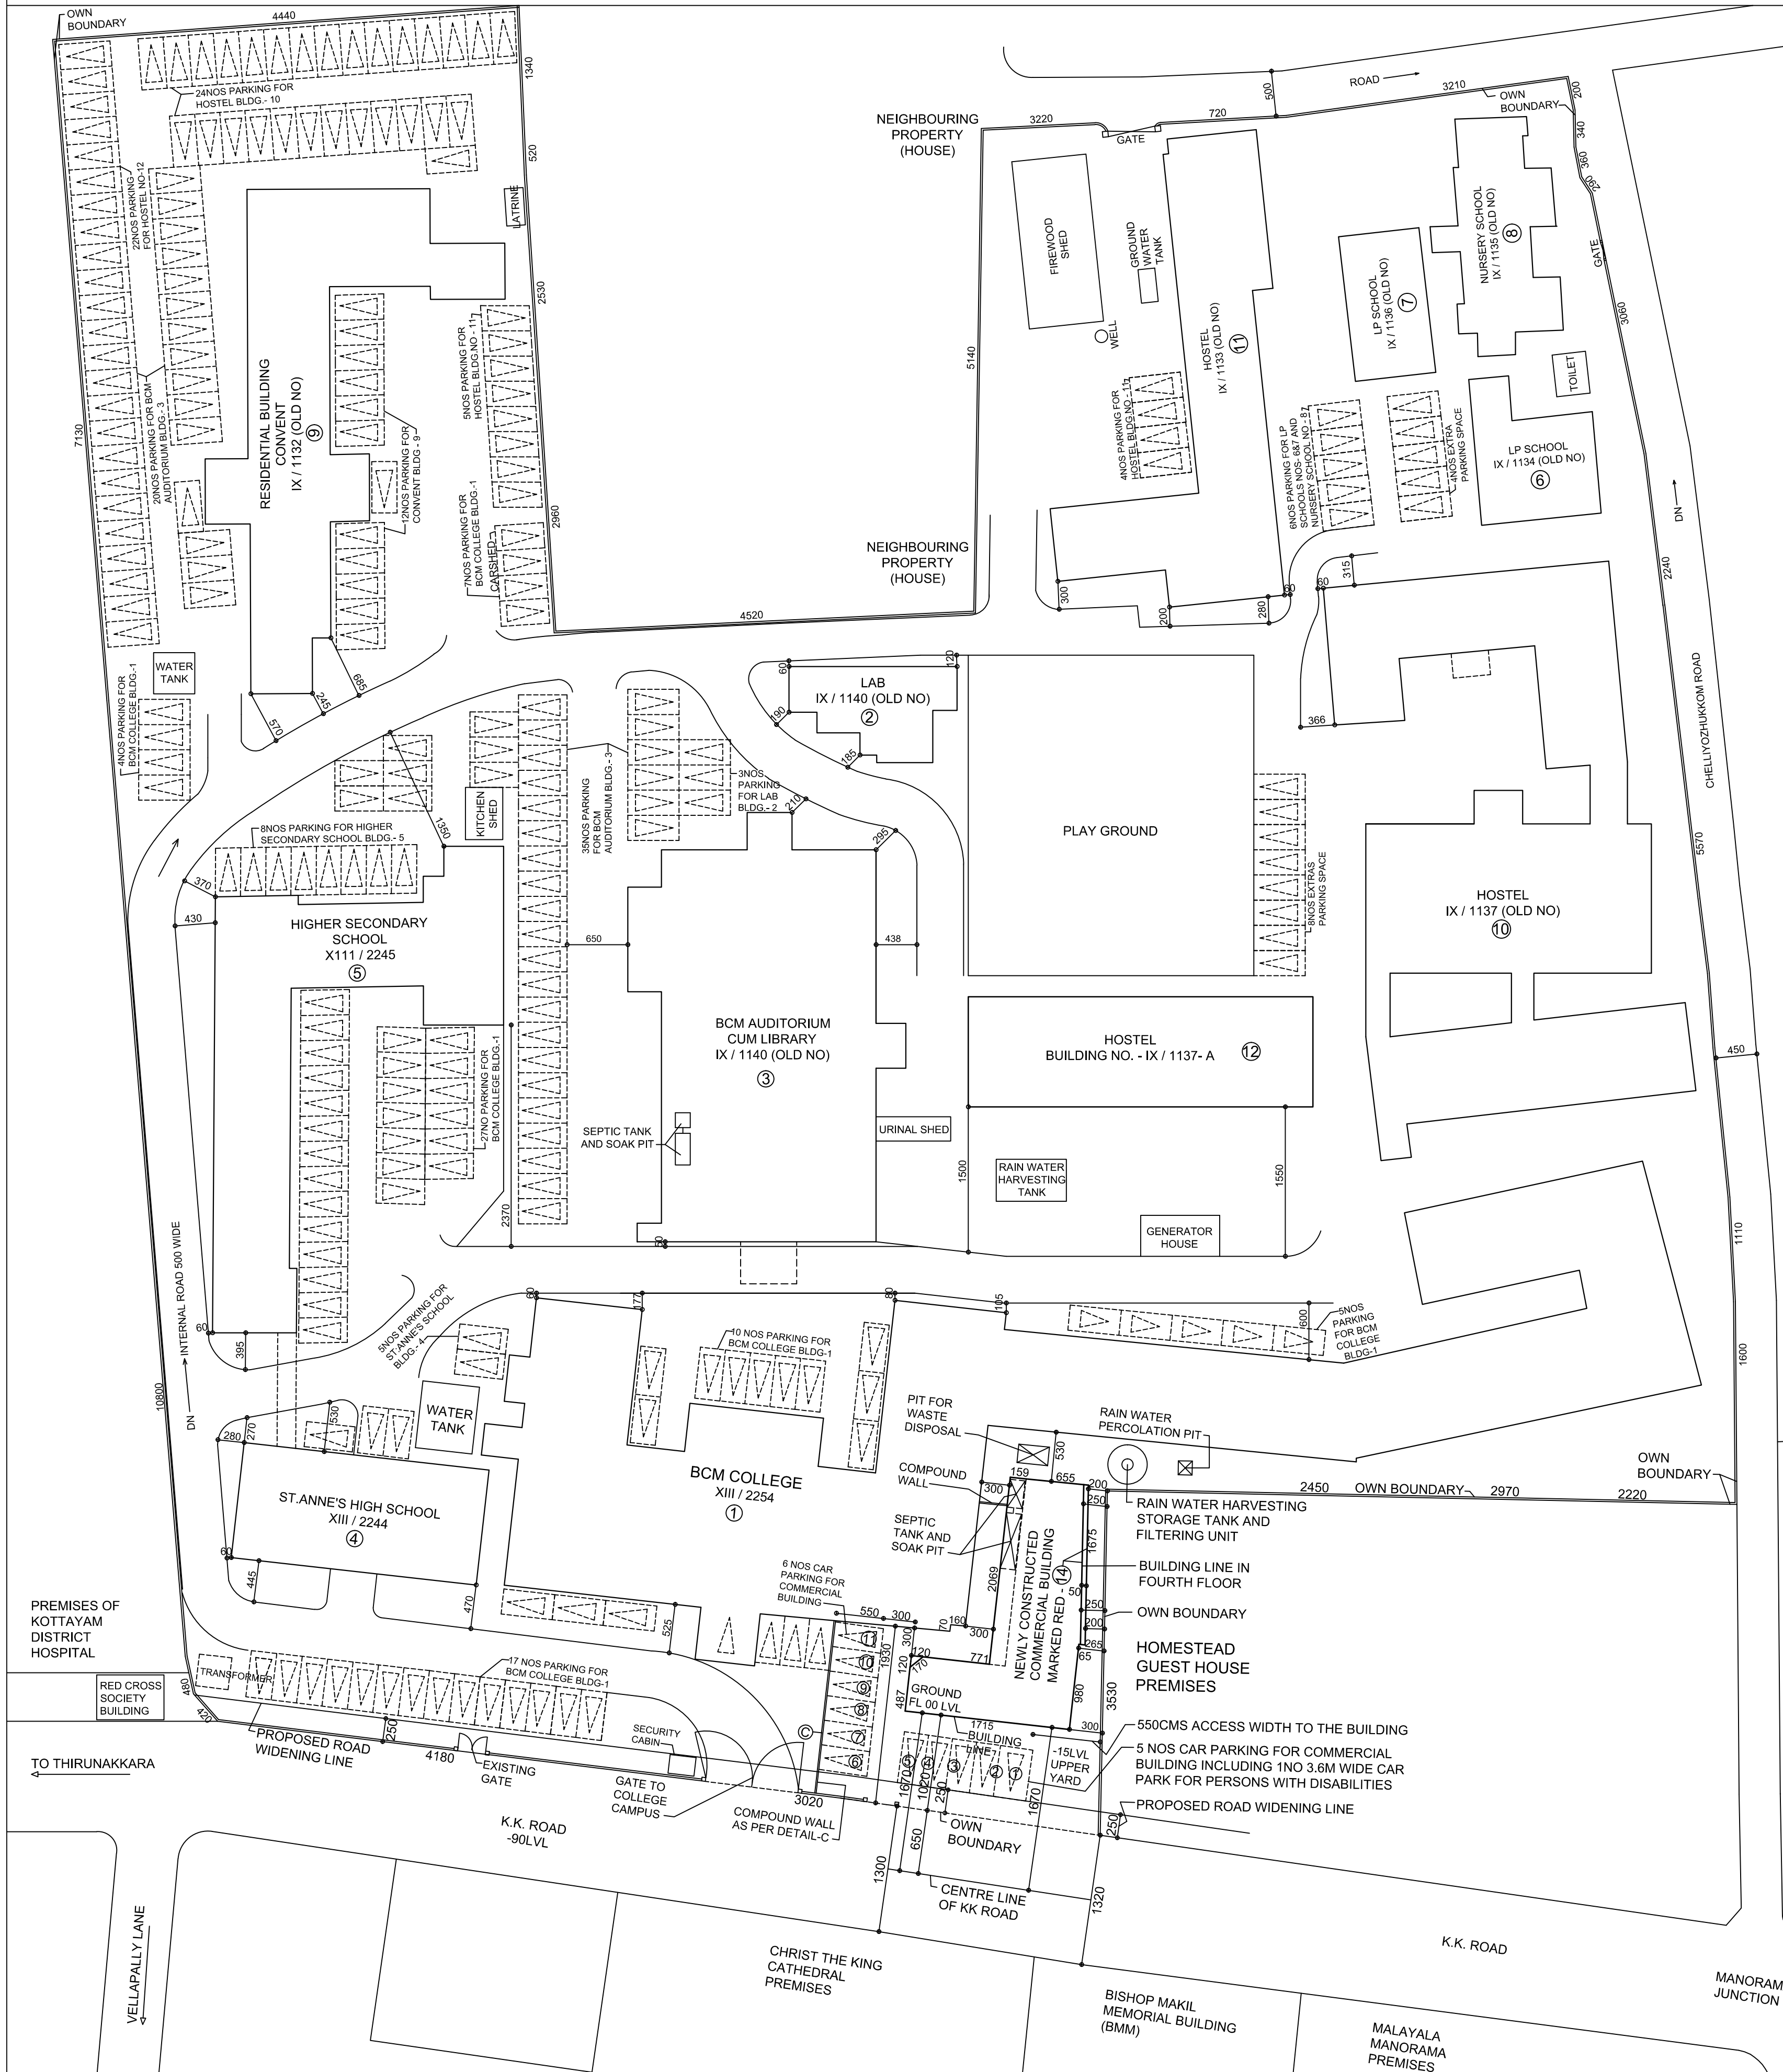 OWN
BOUNDARY
4440
1340
24NOS PARKING FOR
HOSTEL BLDG.- 10
520
22NOS PARKING
FOR HOSTEL NO-12
LATRINE
2530
7130
20NOS PARKING FOR BCM
AUDITORIUM BLDG.- 3
RESIDENTIAL BUILDING
CONVENT
IX / 1132 (OLD NO)
9
5NOS PARKING FOR
HOSTEL BLDG.NO - 11
12NOS PARKING FOR
CONVENT BLDG - 9
7NOS PARKING FOR
BCM COLLEGE BLDG.-1
CARSHED
2960
4520
NEIGHBOURING
PROPERTY
(HOUSE)
NEIGHBOURING
PROPERTY
(HOUSE)
5140
3220
GATE
720
500
ROAD
3210
OWN
BOUNDARY
200
340
360
290
GATE
3060
FIREWOOD
SHED
GROUND
WATER
TANK
WELL
HOSTEL
IX / 1133 (OLD NO)
11
4NOS PARKING FOR
HOSTEL BLDG.NO - 11
LP SCHOOL
IX / 1136 (OLD NO)
7
NURSERY SCHOOL
IX / 1135 (OLD NO)
8
TOILET
LP SCHOOL
IX / 1134 (OLD NO)
6
6NOS PARKING FOR LP
SCHOOLS NOS- 6&7 AND
NURSERY SCHOOL NO - 8
4NOS EXTRA
PARKING SPACE
DN
2240
300
200
280
60
60
315
366
CHELLIYOZHUKKOM ROAD
5570
WATER
TANK
4NOS PARKING FOR
BCM COLLEGE BLDG.-1
570
245
685
LAB
IX / 1140 (OLD NO)
2
60
120
190
185
KITCHEN
SHED
35NOS PARKING
FOR BCM
AUDITORIUM BLDG.- 3
3NOS
PARKING
FOR LAB
BLDG.- 2
210
295
1350
8NOS PARKING FOR HIGHER
SECONDARY SCHOOL BLDG.- 5
370
430
HIGHER SECONDARY
SCHOOL
X111 / 2245
5
650
438
PLAY GROUND
8NOS EXTRAS
PARKING SPACE
HOSTEL
IX / 1137 (OLD NO)
10
450
BCM AUDITORIUM
CUM LIBRARY
IX / 1140 (OLD NO)
3
HOSTEL
BUILDING NO. - IX / 1137- A
12
27NO PARKING FOR
BCM COLLEGE BLDG.-1
SEPTIC TANK
AND SOAK PIT
URINAL SHED
1500
RAIN WATER
HARVESTING
TANK
1550
GENERATOR
HOUSE
2370
1110
INTERNAL ROAD 500 WIDE
DN
10800
60
395
5NOS PARKING FOR
ST.ANNE'S SCHOOL
BLDG.- 4
60
177
80
105
600
5NOS
PARKING
FOR BCM
COLLEGE
BLDG-1
1600
10 NOS PARKING FOR
BCM COLLEGE BLDG-1
WATER
TANK
280
270
530
ST.ANNE'S HIGH SCHOOL
XIII / 2244
4
60
445
470
BCM COLLEGE
XIII / 2254
1
PIT FOR
WASTE
DISPOSAL
RAIN WATER
PERCOLATION PIT
530
COMPOUND
WALL
159
655
300
200
250
2450
OWN BOUNDARY
2970
2220
OWN
BOUNDARY
RAIN WATER HARVESTING
STORAGE TANK AND
FILTERING UNIT
SEPTIC
TANK AND
SOAK PIT
2069
1675
NEWLY CONSTRUCTED
COMMERCIAL BUILDING
MARKED RED - 14
BUILDING LINE IN
FOURTH FLOOR
50
250
200
OWN BOUNDARY
265
65
HOMESTEAD
GUEST HOUSE
PREMISES
6 NOS CAR
PARKING FOR
COMMERCIAL
BUILDING
525
550
300
300
70
160
300
1930
120
120
170
771
980
3530
487
GROUND
FL 00 LVL
1715
BUILDING
LINE
300
-15LVL
UPPER
YARD
550CMS ACCESS WIDTH TO THE BUILDING
5 NOS CAR PARKING FOR COMMERCIAL
BUILDING INCLUDING 1NO 3.6M WIDE CAR
PARK FOR PERSONS WITH DISABILITIES
PROPOSED ROAD WIDENING LINE
11
10
9
8
7
6
C
5
4
3
2
1
1670
1020
250
1670
250
PREMISES OF
KOTTAYAM
DISTRICT
HOSPITAL
RED CROSS
SOCIETY
BUILDING
480
420
TRANSFORMER
17 NOS PARKING FOR
BCM COLLEGE BLDG-1
PROPOSED ROAD
WIDENING LINE
250
4180
EXISTING
GATE
SECURITY
CABIN
GATE TO
COLLEGE
CAMPUS
3020
COMPOUND WALL
AS PER DETAIL-C
OWN
BOUNDARY
TO THIRUNAKKARA
K.K. ROAD
-90LVL
650
1300
1320
CENTRE LINE
OF KK ROAD
VELLAPALLY LANE
CHRIST THE KING
CATHEDRAL
PREMISES
BISHOP MAKIL
MEMORIAL BUILDING
(BMM)
MALAYALA
MANORAMA
PREMISES
K.K. ROAD
MANORAM
JUNCTION